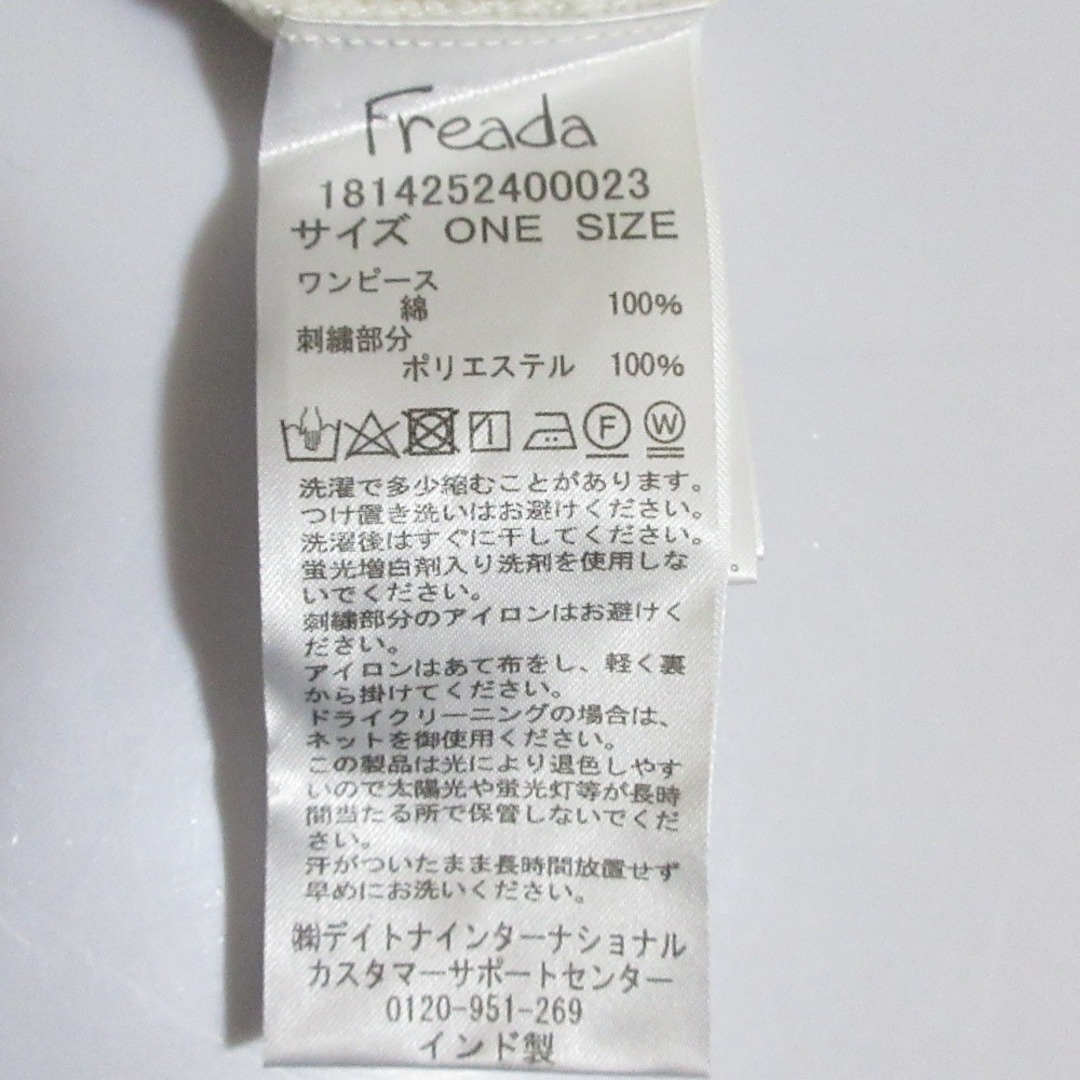 Freada
1814252400023
サイズ ONE SIZE
ワンピース
綿 100%
刺繍部分
ポリエステル 100%
F W
洗濯で多少縮むことがあります。
つけ置き洗いはお避けください。
洗濯後はすぐに干してください。
蛍光増白剤入り洗剤を使用しな
いでください。
刺繍部分のアイロンはお避けく
ださい。
アイロンはあて布をし、軽く裏
から掛けてください。
ドライクリーニングの場合は、
ネットを御使用ください。
この製品は光により退色しやす
いので太陽光や蛍光灯等が長時
間当たる所で保管しないでくだ
さい。
汗がついたまま長時間放置せず
早めにお洗いください。
㈱デイトナインターナショナル
カスタマーサポートセンター
0120-951-269
インド製